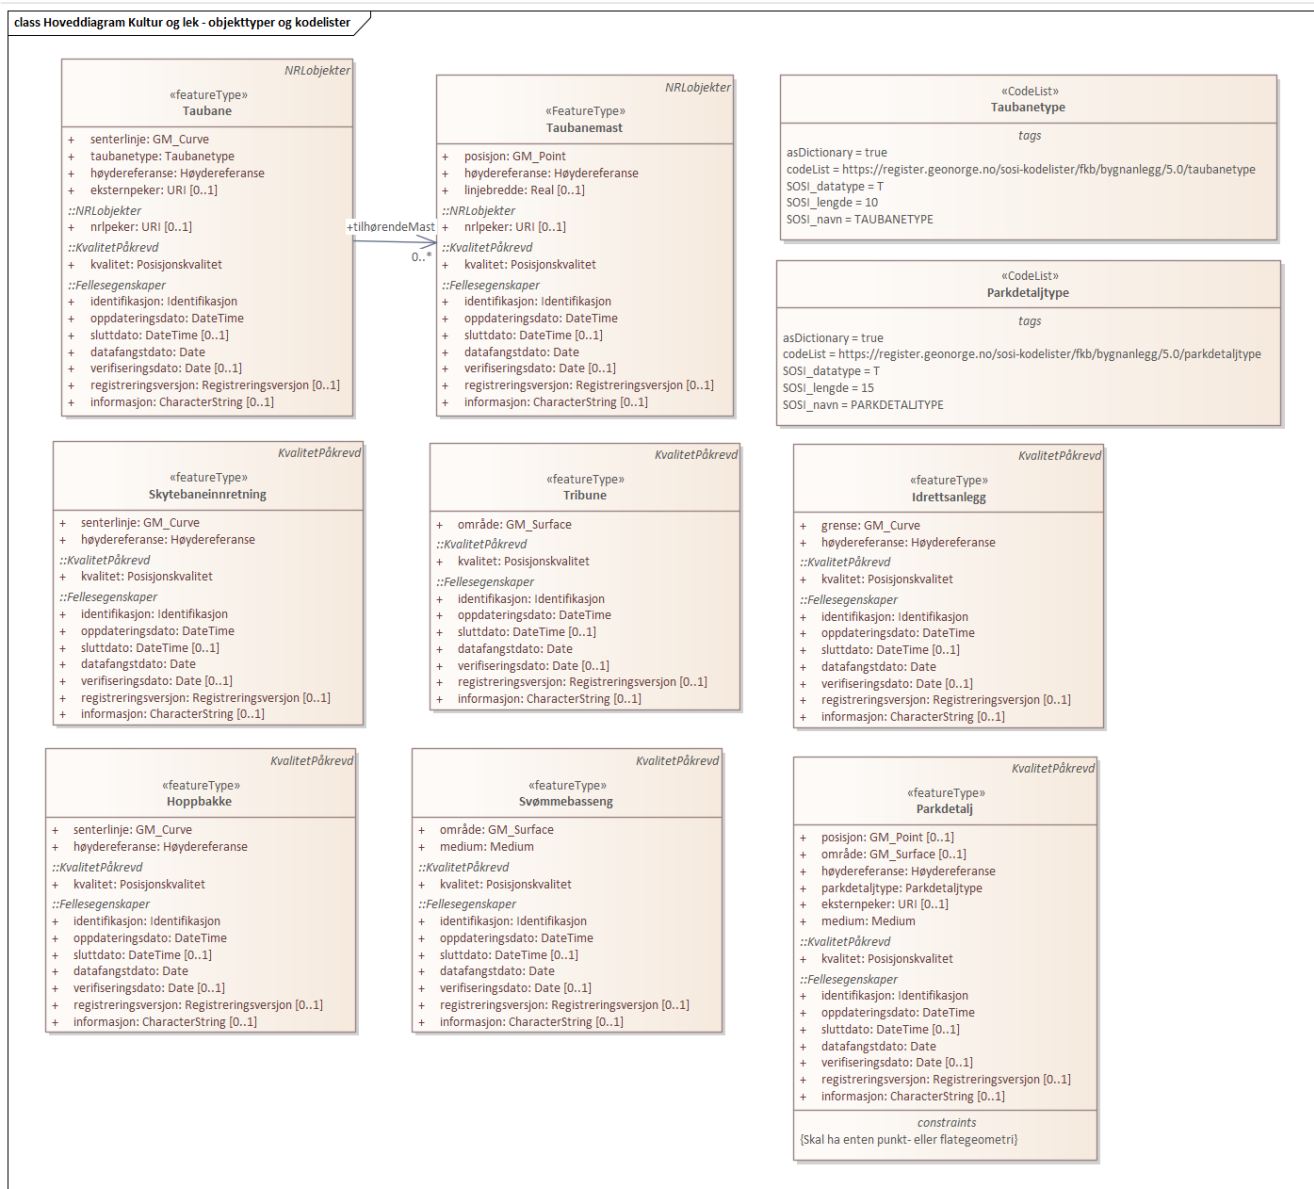 class Hoveddiagram Kultur og lek - objekttyper og kodelister
NRLobjekter
«featureType»
Taubane
+ senterlinje: GM_Curve
+ taubanetype: Taubanetype
+ høydereferanse: Høydereferanse
+ eksternpeker: URI [0..1]
::NRLobjekter
+ nrlpeker: URI [0..1]
::KvalitetPåkrevd
+ kvalitet: Posisjonskvalitet
::Fellesegenskaper
+ identifikasjon: Identifikasjon
+ oppdateringsdato: DateTime
+ sluttdato: DateTime [0..1]
+ datafangstdato: Date
+ verifiseringsdato: Date [0..1]
+ registreringsversjon: Registreringsversjon [0..1]
+ informasjon: CharacterString [0..1]
+tilhørendeMast
0..*
NRLobjekter
«FeatureType»
Taubanemast
+ posisjon: GM_Point
+ høydereferanse: Høydereferanse
+ linjebredde: Real [0..1]
::NRLobjekter
+ nrlpeker: URI [0..1]
::KvalitetPåkrevd
+ kvalitet: Posisjonskvalitet
::Fellesegenskaper
+ identifikasjon: Identifikasjon
+ oppdateringsdato: DateTime
+ sluttdato: DateTime [0..1]
+ datafangstdato: Date
+ verifiseringsdato: Date [0..1]
+ registreringsversjon: Registreringsversjon [0..1]
+ informasjon: CharacterString [0..1]
«CodeList»
Taubanetype
tags
asDictionary = true
codeList = https://register.geonorge.no/sosi-kodelister/fkb/bygnanlegg/5.0/taubanetype
SOSI_datatype = T
SOSI_lengde = 10
SOSI_navn = TAUBANETYPE
«CodeList»
Parkdetaljtype
tags
asDictionary = true
codeList = https://register.geonorge.no/sosi-kodelister/fkb/bygnanlegg/5.0/parkdetaljtype
SOSI_datatype = T
SOSI_lengde = 15
SOSI_navn = PARKDETALJTYPE
KvalitetPåkrevd
«featureType»
Skytebaneinnretning
+ senterlinje: GM_Curve
+ høydereferanse: Høydereferanse
::KvalitetPåkrevd
+ kvalitet: Posisjonskvalitet
::Fellesegenskaper
+ identifikasjon: Identifikasjon
+ oppdateringsdato: DateTime
+ sluttdato: DateTime [0..1]
+ datafangstdato: Date
+ verifiseringsdato: Date [0..1]
+ registreringsversjon: Registreringsversjon [0..1]
+ informasjon: CharacterString [0..1]
KvalitetPåkrevd
«featureType»
Tribune
+ område: GM_Surface
::KvalitetPåkrevd
+ kvalitet: Posisjonskvalitet
::Fellesegenskaper
+ identifikasjon: Identifikasjon
+ oppdateringsdato: DateTime
+ sluttdato: DateTime [0..1]
+ datafangstdato: Date
+ verifiseringsdato: Date [0..1]
+ registreringsversjon: Registreringsversjon [0..1]
+ informasjon: CharacterString [0..1]
KvalitetPåkrevd
«featureType»
Idrettsanlegg
+ grense: GM_Curve
+ høydereferanse: Høydereferanse
::KvalitetPåkrevd
+ kvalitet: Posisjonskvalitet
::Fellesegenskaper
+ identifikasjon: Identifikasjon
+ oppdateringsdato: DateTime
+ sluttdato: DateTime [0..1]
+ datafangstdato: Date
+ verifiseringsdato: Date [0..1]
+ registreringsversjon: Registreringsversjon [0..1]
+ informasjon: CharacterString [0..1]
KvalitetPåkrevd
«featureType»
Hoppbakke
+ senterlinje: GM_Curve
+ høydereferanse: Høydereferanse
::KvalitetPåkrevd
+ kvalitet: Posisjonskvalitet
::Fellesegenskaper
+ identifikasjon: Identifikasjon
+ oppdateringsdato: DateTime
+ sluttdato: DateTime [0..1]
+ datafangstdato: Date
+ verifiseringsdato: Date [0..1]
+ registreringsversjon: Registreringsversjon [0..1]
+ informasjon: CharacterString [0..1]
KvalitetPåkrevd
«featureType»
Svømmebasseng
+ område: GM_Surface
+ medium: Medium
::KvalitetPåkrevd
+ kvalitet: Posisjonskvalitet
::Fellesegenskaper
+ identifikasjon: Identifikasjon
+ oppdateringsdato: DateTime
+ sluttdato: DateTime [0..1]
+ datafangstdato: Date
+ verifiseringsdato: Date [0..1]
+ registreringsversjon: Registreringsversjon [0..1]
+ informasjon: CharacterString [0..1]
KvalitetPåkrevd
«featureType»
Parkdetalj
+ posisjon: GM_Point [0..1]
+ område: GM_Surface [0..1]
+ høydereferanse: Høydereferanse
+ parkdetaljtype: Parkdetaljtype
+ eksternpeker: URI [0..1]
+ medium: Medium
::KvalitetPåkrevd
+ kvalitet: Posisjonskvalitet
::Fellesegenskaper
+ identifikasjon: Identifikasjon
+ oppdateringsdato: DateTime
+ sluttdato: DateTime [0..1]
+ datafangstdato: Date
+ verifiseringsdato: Date [0..1]
+ registreringsversjon: Registreringsversjon [0..1]
+ informasjon: CharacterString [0..1]
constraints
{Skal ha enten punkt- eller flategeometri}